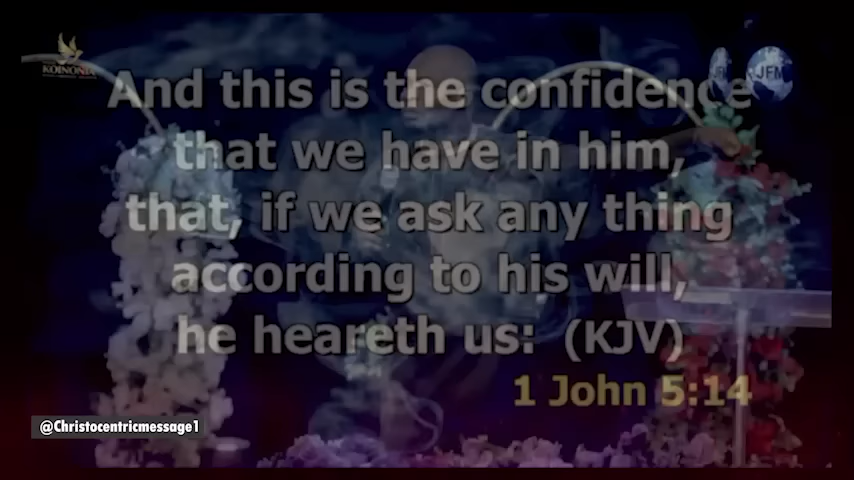 KOINONIA
JFM
JFM
And this is the confidence
that we have in him,
that, if we ask any thing
according to his will,
he heareth us: (KJV)
1 John 5:14
@Christocentricmessage1